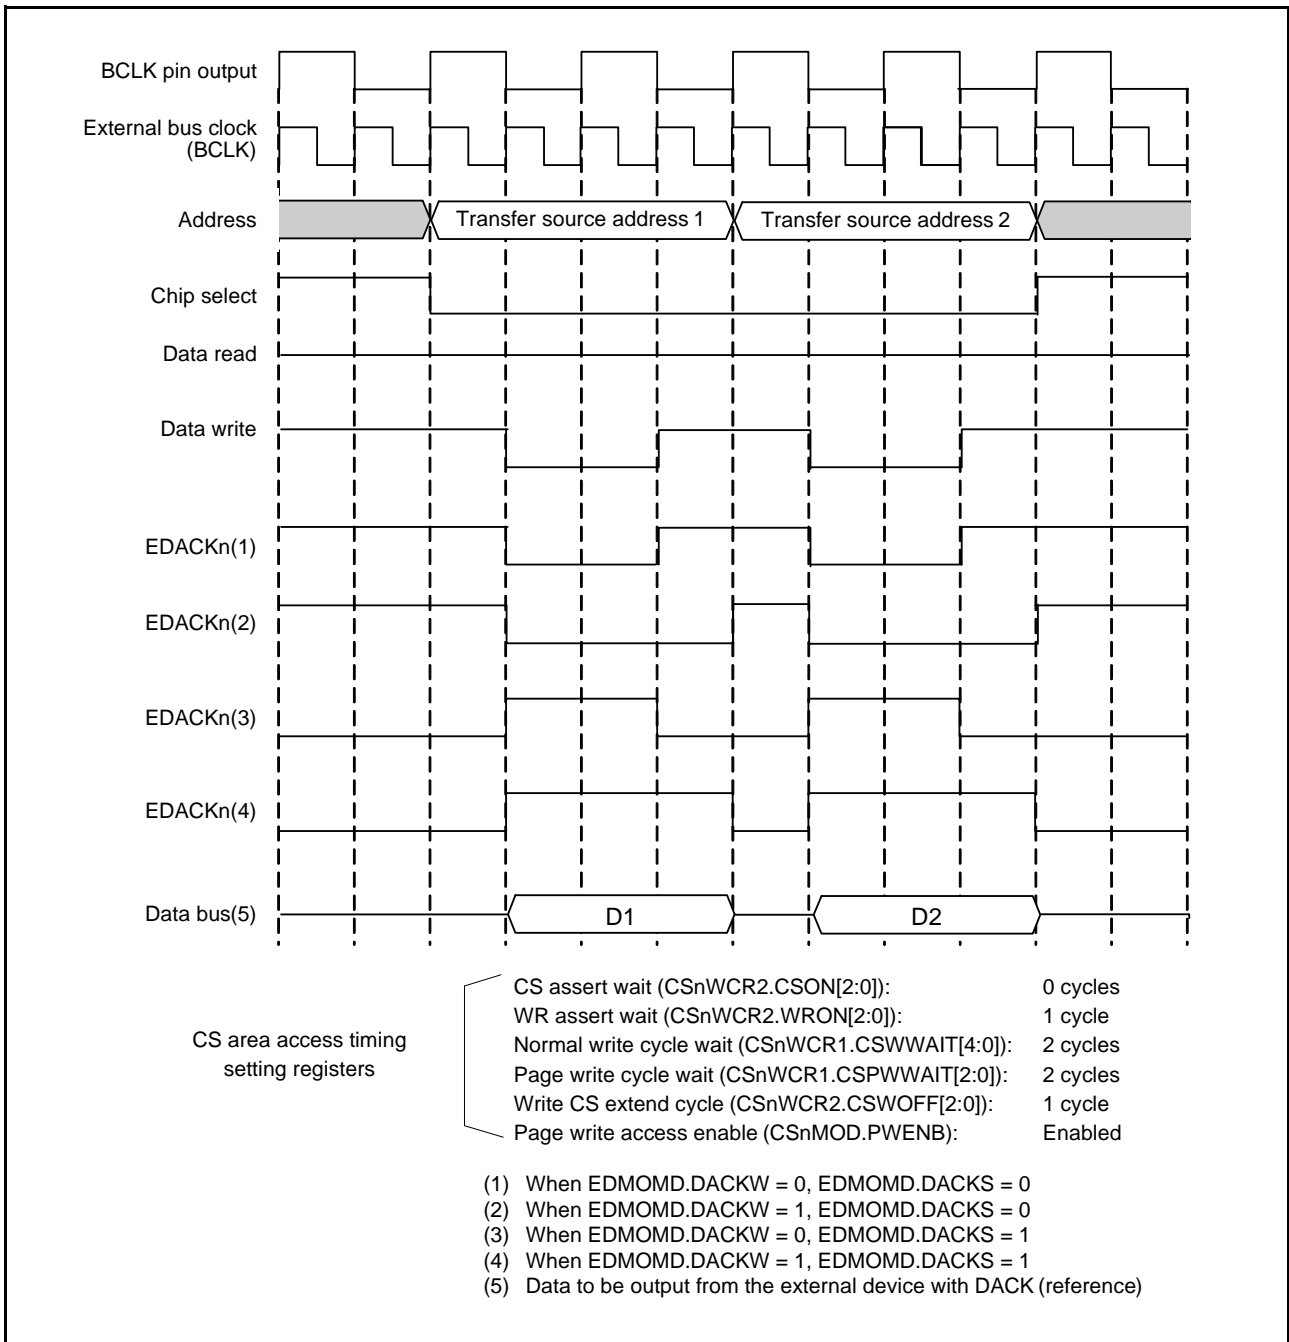 BCLK pin output
External bus clock
(BCLK)
Address
Transfer source address 1
Transfer source address 2
Chip select
Data read
Data write
EDACKn(1)
EDACKn(2)
EDACKn(3)
EDACKn(4)
Data bus(5)
D1
D2
CS area access timing
setting registers
CS assert wait (CSnWCR2.CSON[2:0]): 0 cycles
WR assert wait (CSnWCR2.WRON[2:0]): 1 cycle
Normal write cycle wait (CSnWCR1.CSWWAIT[4:0]): 2 cycles
Page write cycle wait (CSnWCR1.CSPWWAIT[2:0]): 2 cycles
Write CS extend cycle (CSnWCR2.CSWOFF[2:0]): 1 cycle
Page write access enable (CSnMOD.PWENB): Enabled
(1) When EDMOMD.DACKW = 0, EDMOMD.DACKS = 0
(2) When EDMOMD.DACKW = 1, EDMOMD.DACKS = 0
(3) When EDMOMD.DACKW = 0, EDMOMD.DACKS = 1
(4) When EDMOMD.DACKW = 1, EDMOMD.DACKS = 1
(5) Data to be output from the external device with DACK (reference)